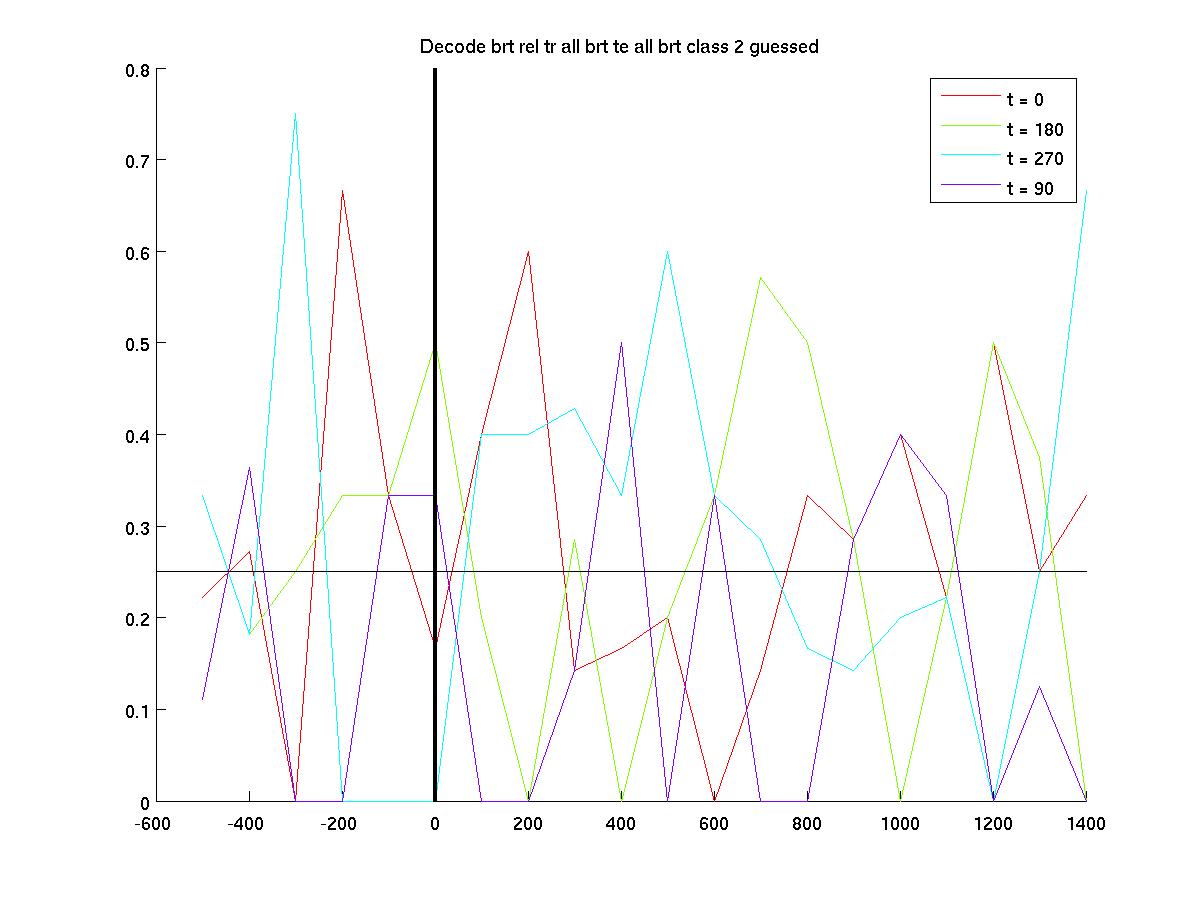 Decode brt rel tr all brt te all brt class 2 guessed
t = 0
t = 180
t = 270
t = 90
0.8
0.7
0.6
0.5
0.4
0.3
0.2
0.1
0
-600 -400 -200 0 200 400 600 800 1000 1200 1400